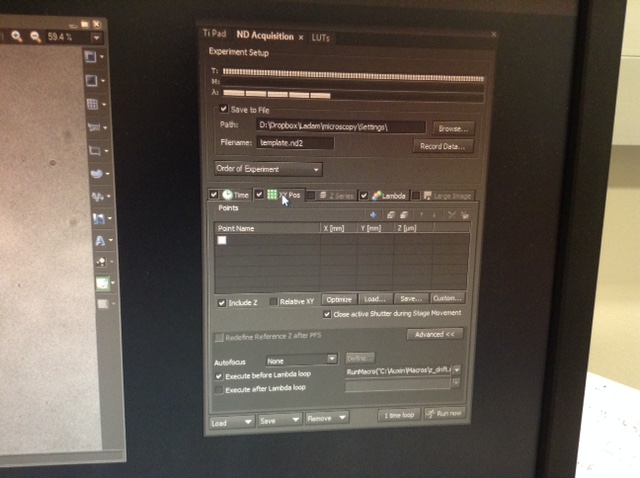 59.4 %
Ti Pad ND Acquisition × LUTs ×
Experiment Setup
T:
M:
λ:
Save to File
Path: D:\Dropbox\Ladam\microscopy\Settings\ Browse...
Filename: template.nd2 Record Data...
Order of Experiment
Time XY Pos Z Series Lambda Large Image
Points
Point Name X [mm] Y [mm] Z [µm]
Include Z Relative XY Optimize Load... Save... Custom...
Close active Shutter during Stage Movement
Redefine Reference Z after PFS Advanced <<
Autofocus None Define...
Execute before Lambda loop RunMacro("C:\Auxin\Macros\z_drift.
Execute after Lambda loop
Load Save Remove 1 time loop Run now